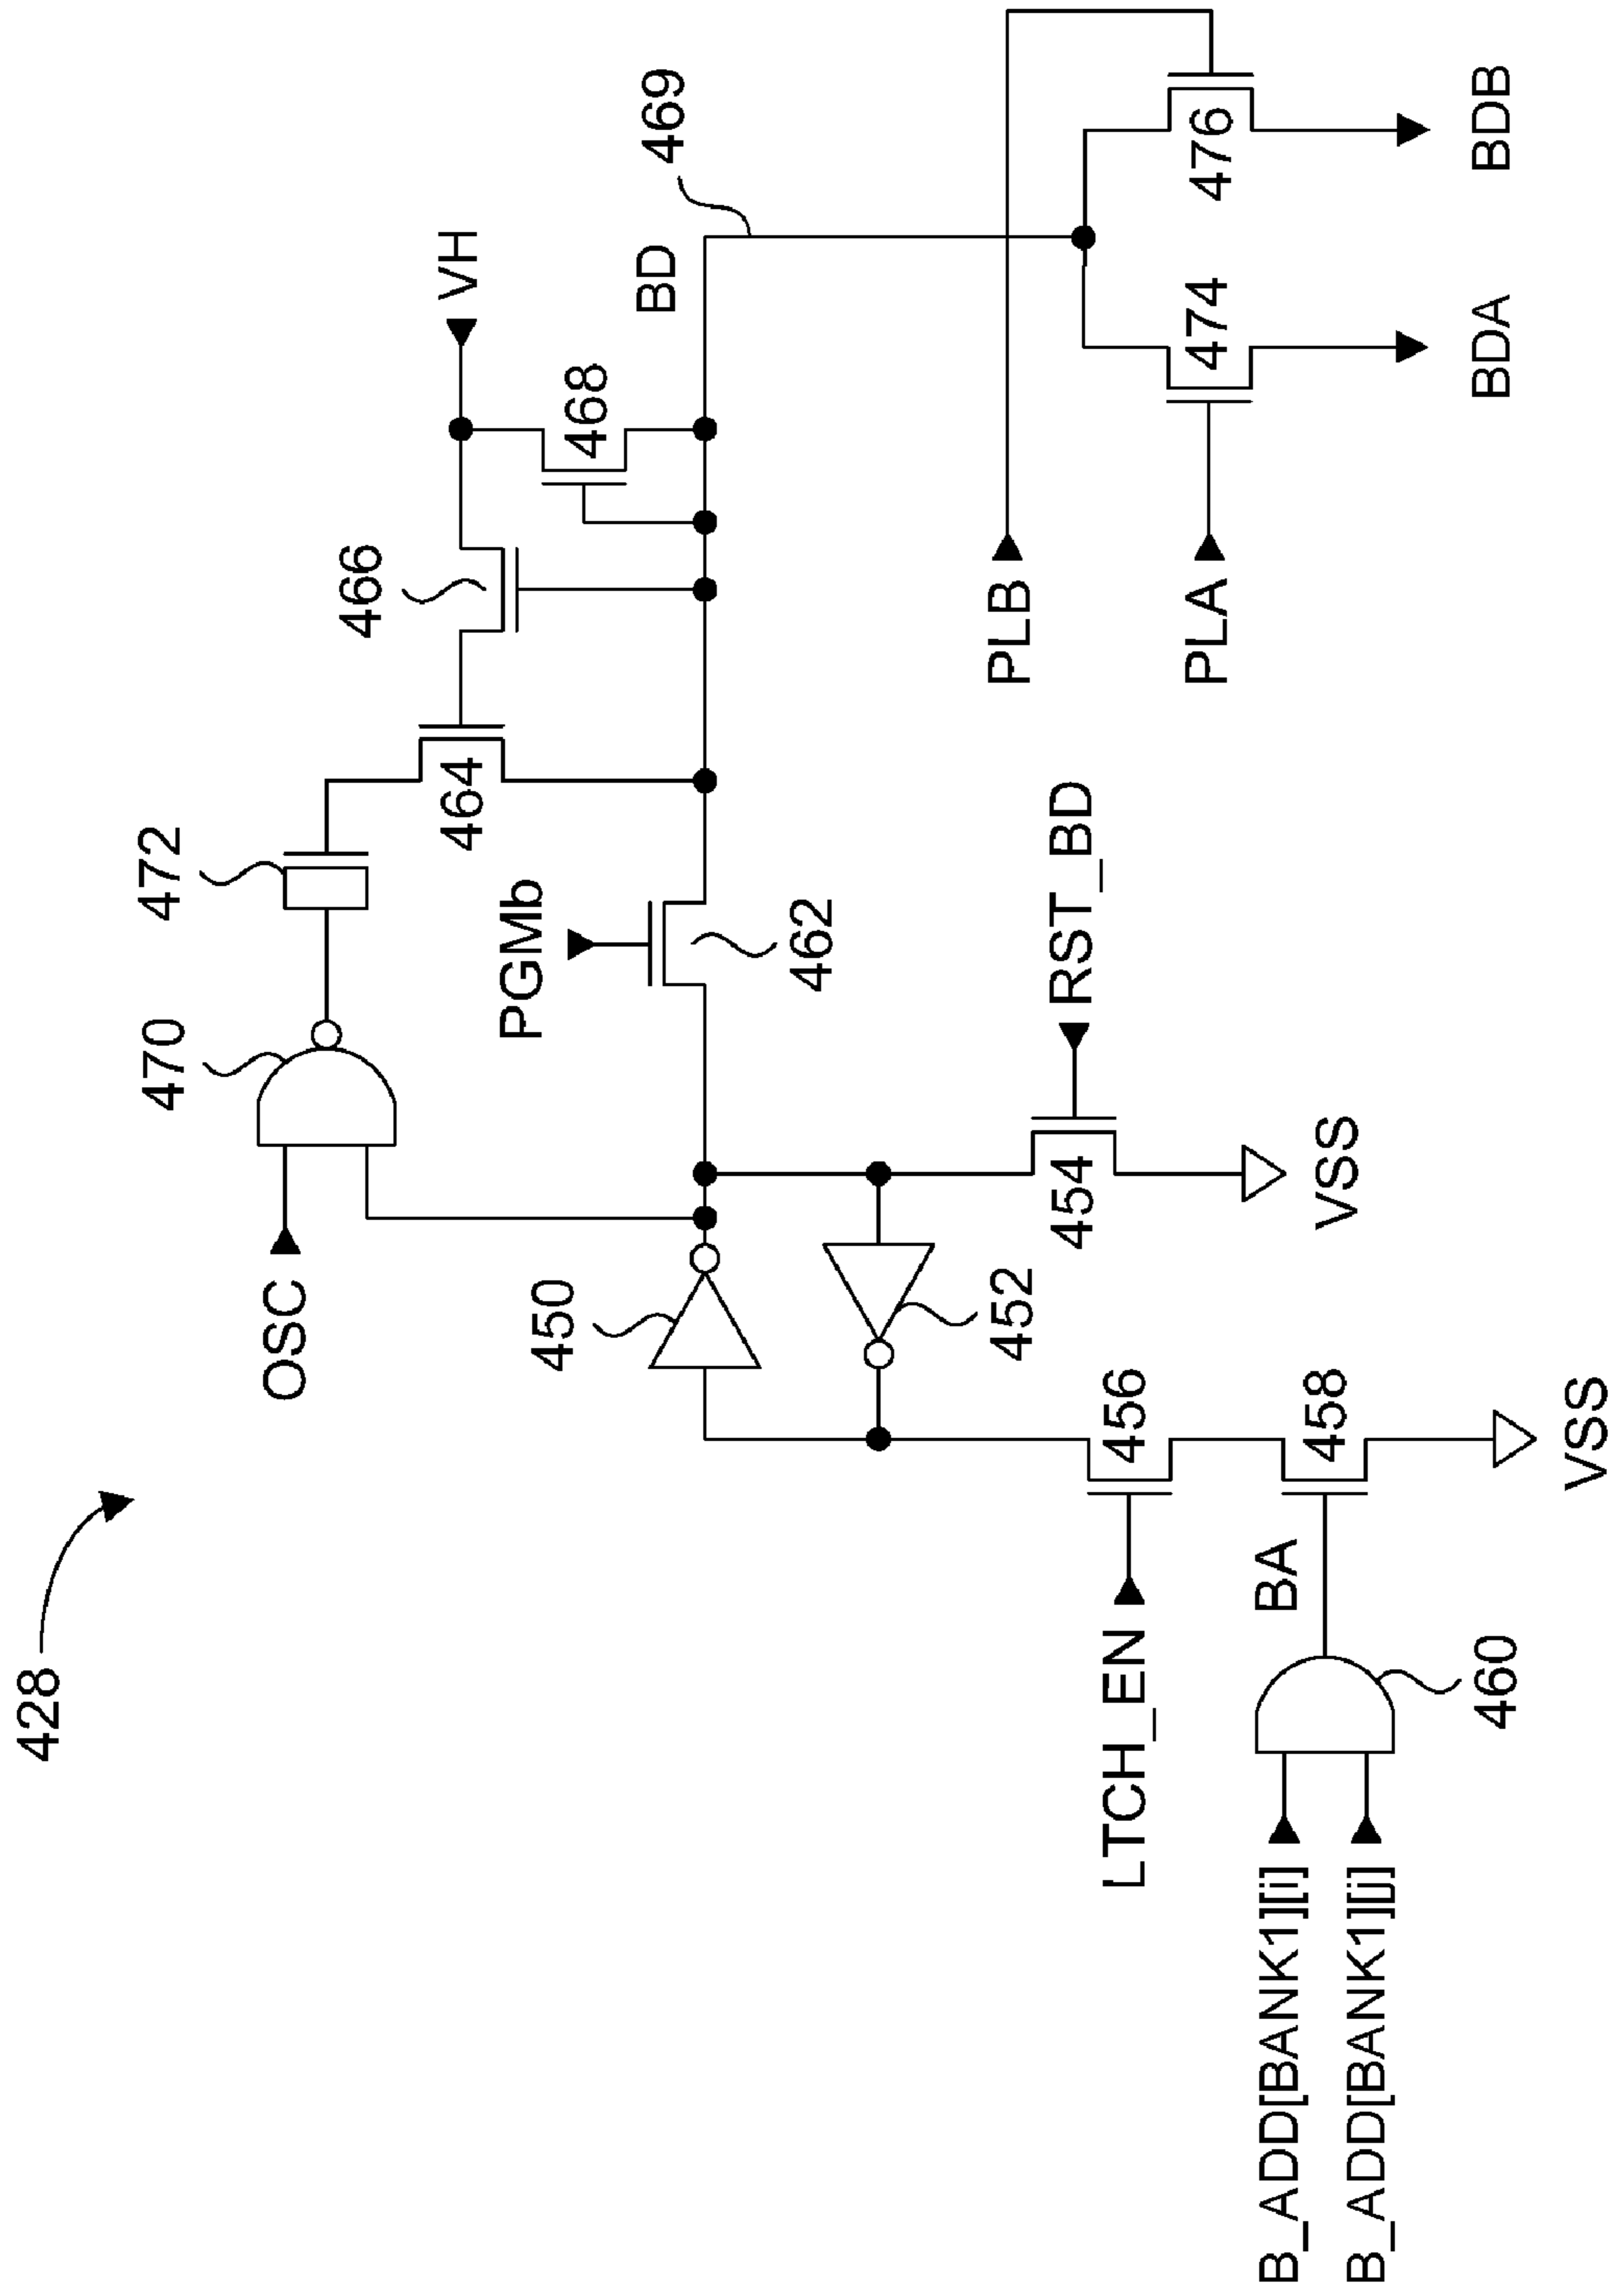 428
OSC
470
472
464
466
VH
468
469
BD
PGMb
462
450
452
454
RST_BD
VSS
LTCH_EN
456
BA
458
460
VSS
B_ADD[BANK1][i]
B_ADD[BANK1][j]
PLB
PLA
474
476
BDA
BDB